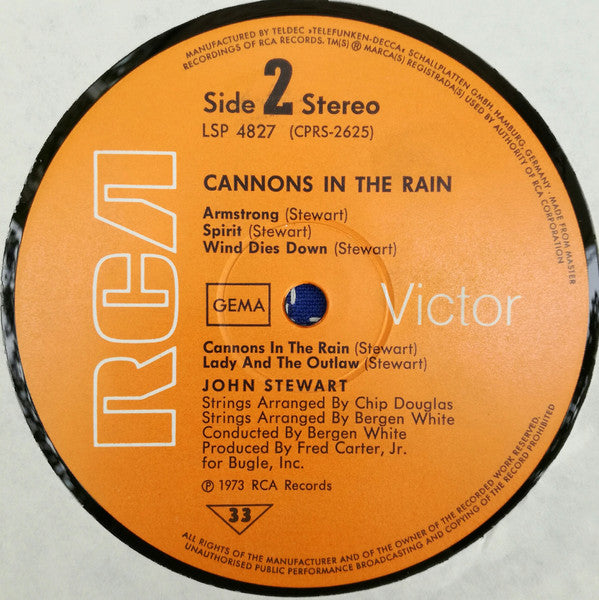 MANUFACTURED BY TELDEC »TELEFUNKEN-DECCA« SCHALLPLATTEN GMBH, HAMBURG, GERMANY · MADE FROM MASTER
RECORDINGS OF RCA RECORDS. TM(S) ® MARCA(S) REGISTRADA(S) USED BY AUTHORITY OF RCA CORPORATION
Side 2 Stereo
LSP 4827 (CPRS-2625)
CANNONS IN THE RAIN
Armstrong (Stewart)
Spirit (Stewart)
Wind Dies Down (Stewart)
RCA
GEMA
Victor
Cannons In The Rain (Stewart)
Lady And The Outlaw (Stewart)
JOHN STEWART
Strings Arranged By Chip Douglas
Strings Arranged By Bergen White
Conducted By Bergen White
Produced By Fred Carter, Jr.
for Bugle, Inc.
℗ 1973 RCA Records
33
ALL RIGHTS OF THE MANUFACTURER AND OF THE OWNER OF THE RECORDED WORK RESERVED.
UNAUTHORISED PUBLIC PERFORMANCE BROADCASTING AND COPYING OF THE RECORD PROHIBITED